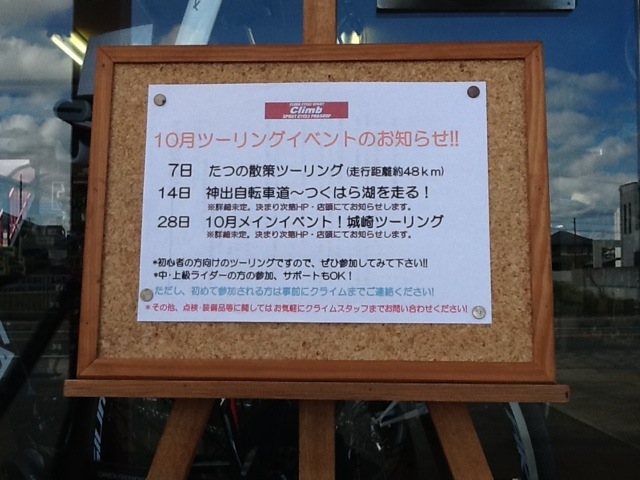 Climb
10月ツーリングイベントのお知らせ!!
7日 たつの散策ツーリング(走行距離約48km)
14日 神出自転車道～つくはら湖を走る！
※詳細未定。決まり次第HP・店頭にてお知らせします。
28日 10月メインイベント！城崎ツーリング
※詳細未定。決まり次第HP・店頭にてお知らせします。
*初心者の方向けのツーリングですので、ぜひ参加してみて下さい!!
*中・上級ライダーの方の参加、サポートもOK！
ただし、初めて参加される方は事前にクライムまでご連絡ください!
*その他、点検・装備品等に関してはお気軽にクライムスタッフまでお問い合わせください!